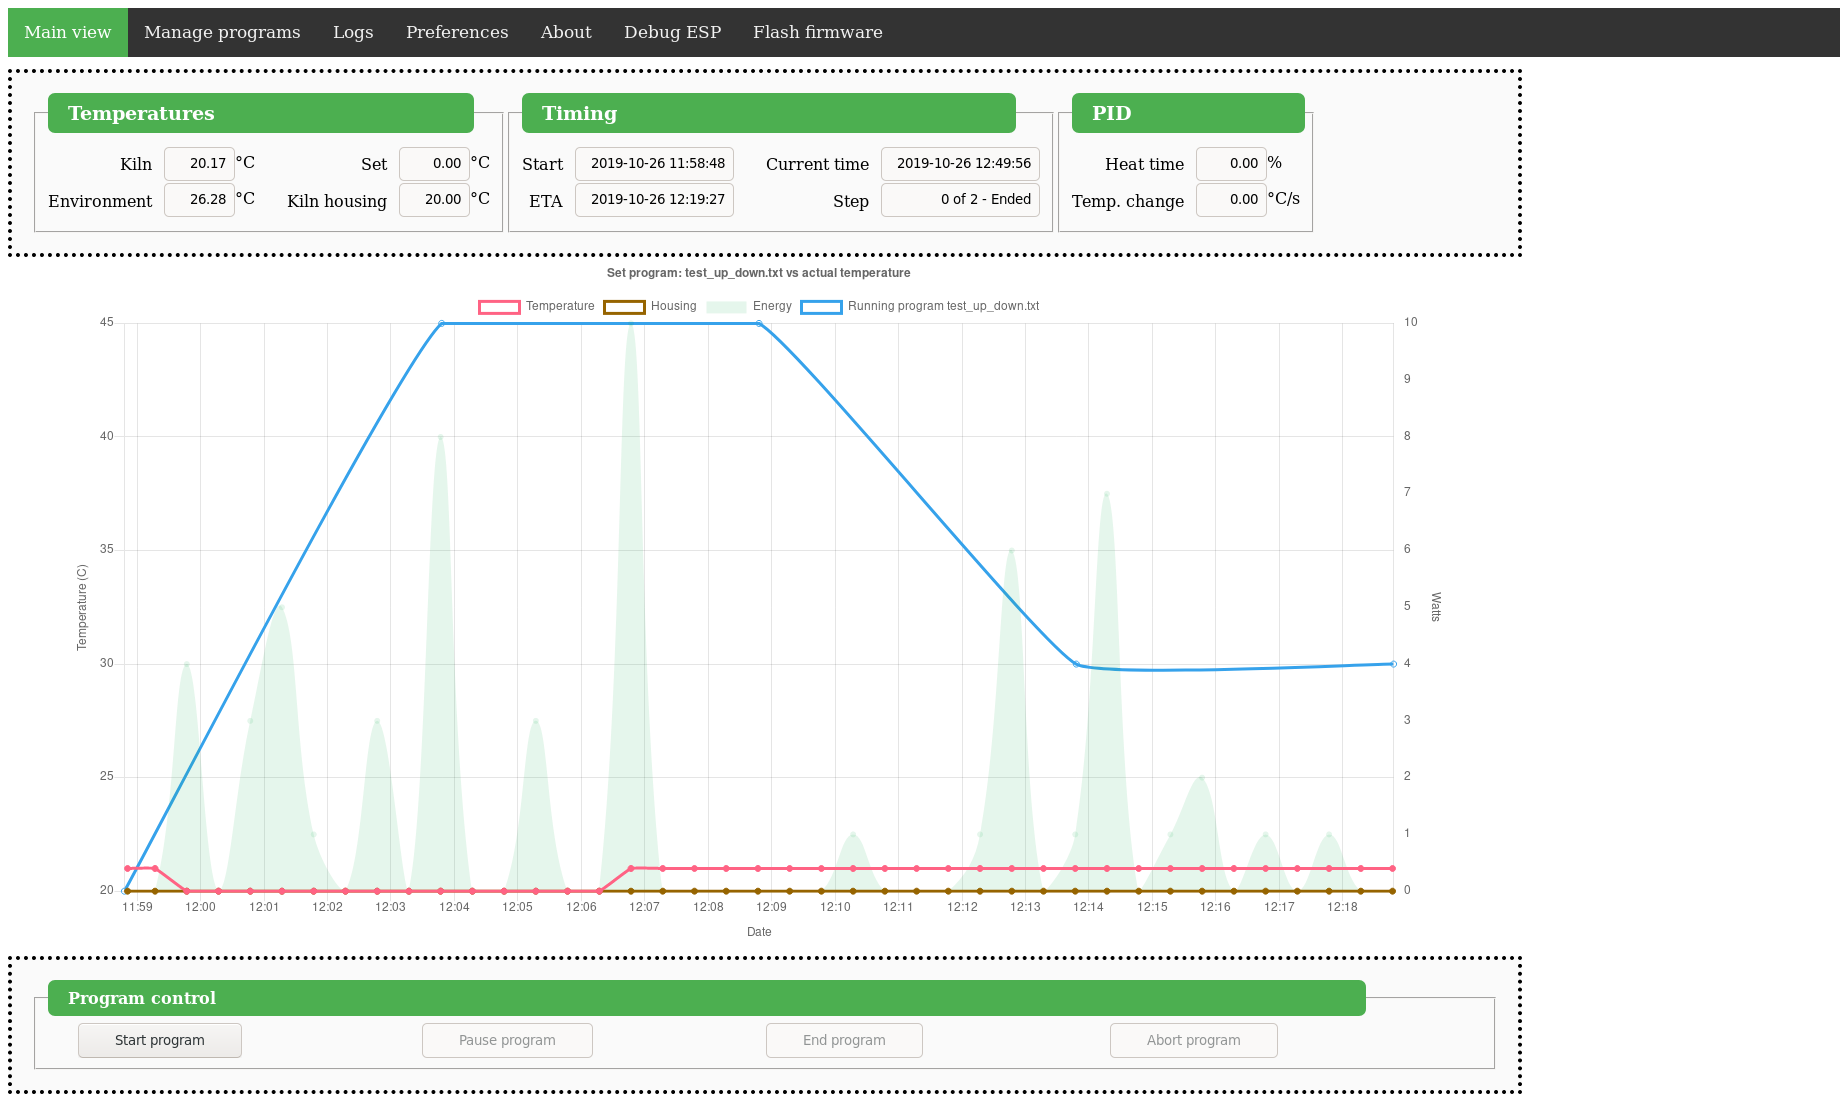 Main view Manage programs Logs Preferences About Debug ESP Flash firmware
Temperatures
Kiln 20.17 °C Set 0.00 °C
Environment 26.28 °C Kiln housing 20.00 °C
Timing
Start 2019-10-26 11:58:48 Current time 2019-10-26 12:49:56
ETA 2019-10-26 12:19:27 Step 0 of 2 - Ended
PID
Heat time 0.00 %
Temp. change 0.00 °C/s
Set program: test_up_down.txt vs actual temperature
Temperature Housing Energy Running program test_up_down.txt
45
40
35
30
25
20
Temperature (C)
10
9
8
7
6
5
4
3
2
1
0
Watts
11:59 12:00 12:01 12:02 12:03 12:04 12:05 12:06 12:07 12:08 12:09 12:10 12:11 12:12 12:13 12:14 12:15 12:16 12:17 12:18
Date
Program control
Start program Pause program End program Abort program